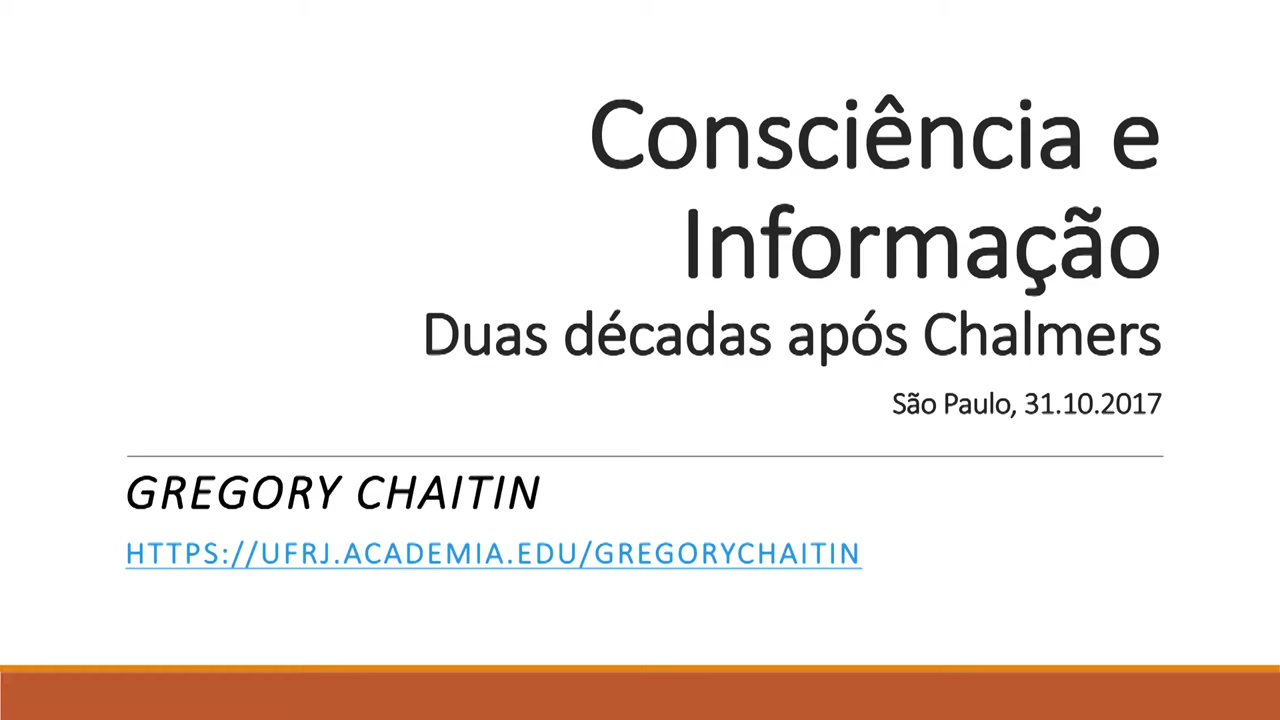 Consciência e
Informação
Duas décadas após Chalmers
São Paulo, 31.10.2017
GREGORY CHAITIN
HTTPS://UFRJ.ACADEMIA.EDU/GREGORYCHAITIN